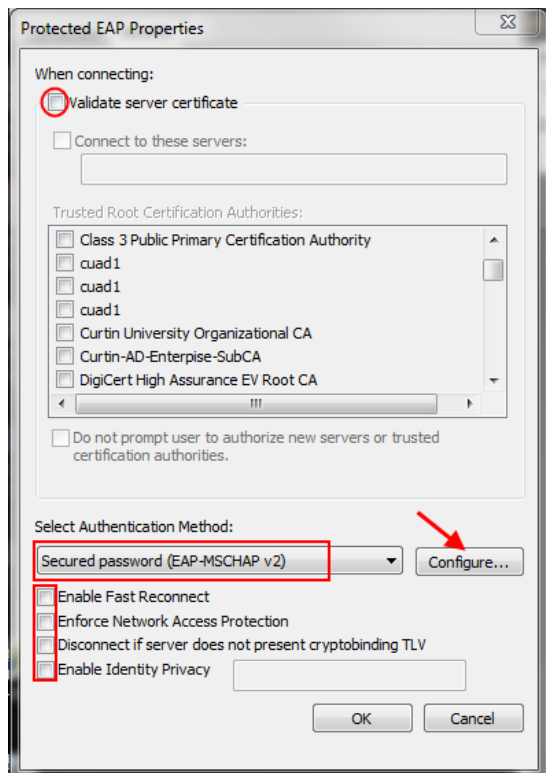 Protected EAP Properties
When connecting:
Validate server certificate
Connect to these servers:
Trusted Root Certification Authorities:
Class 3 Public Primary Certification Authority
cuad1
cuad1
cuad1
Curtin University Organizational CA
Curtin-AD-Enterpise-SubCA
DigiCert High Assurance EV Root CA
Do not prompt user to authorize new servers or trusted
certification authorities.
Select Authentication Method:
Secured password (EAP-MSCHAP v2) Configure...
Enable Fast Reconnect
Enforce Network Access Protection
Disconnect if server does not present cryptobinding TLV
Enable Identity Privacy
OK Cancel